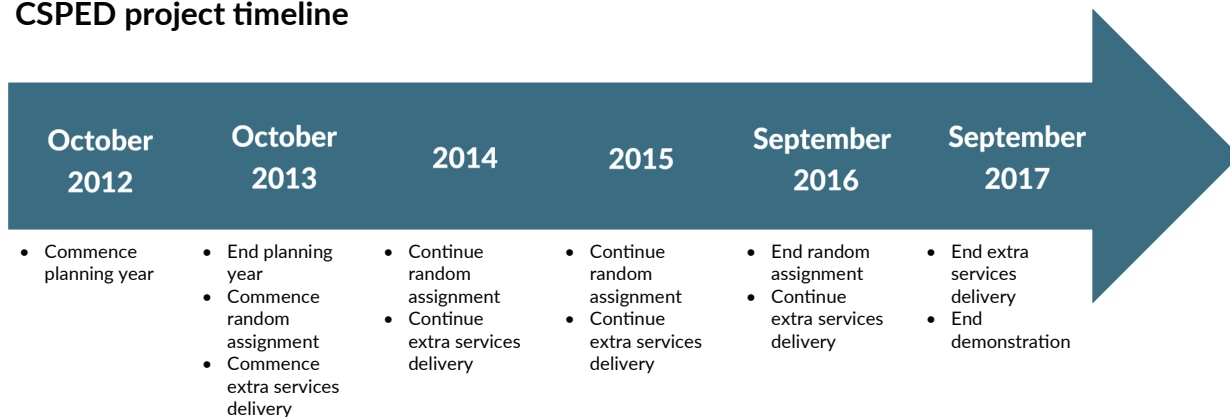 CSPED project timeline
October
2012
October
2013
2014
2015
September
2016
September
2017
• Commence
planning year
• End planning
year
• Commence
random
assignment
• Commence
extra services
delivery
• Continue
random
assignment
• Continue
extra services
delivery
• Continue
random
assignment
• Continue
extra services
delivery
• End random
assignment
• Continue
extra services
delivery
• End extra
services
delivery
• End
demonstration